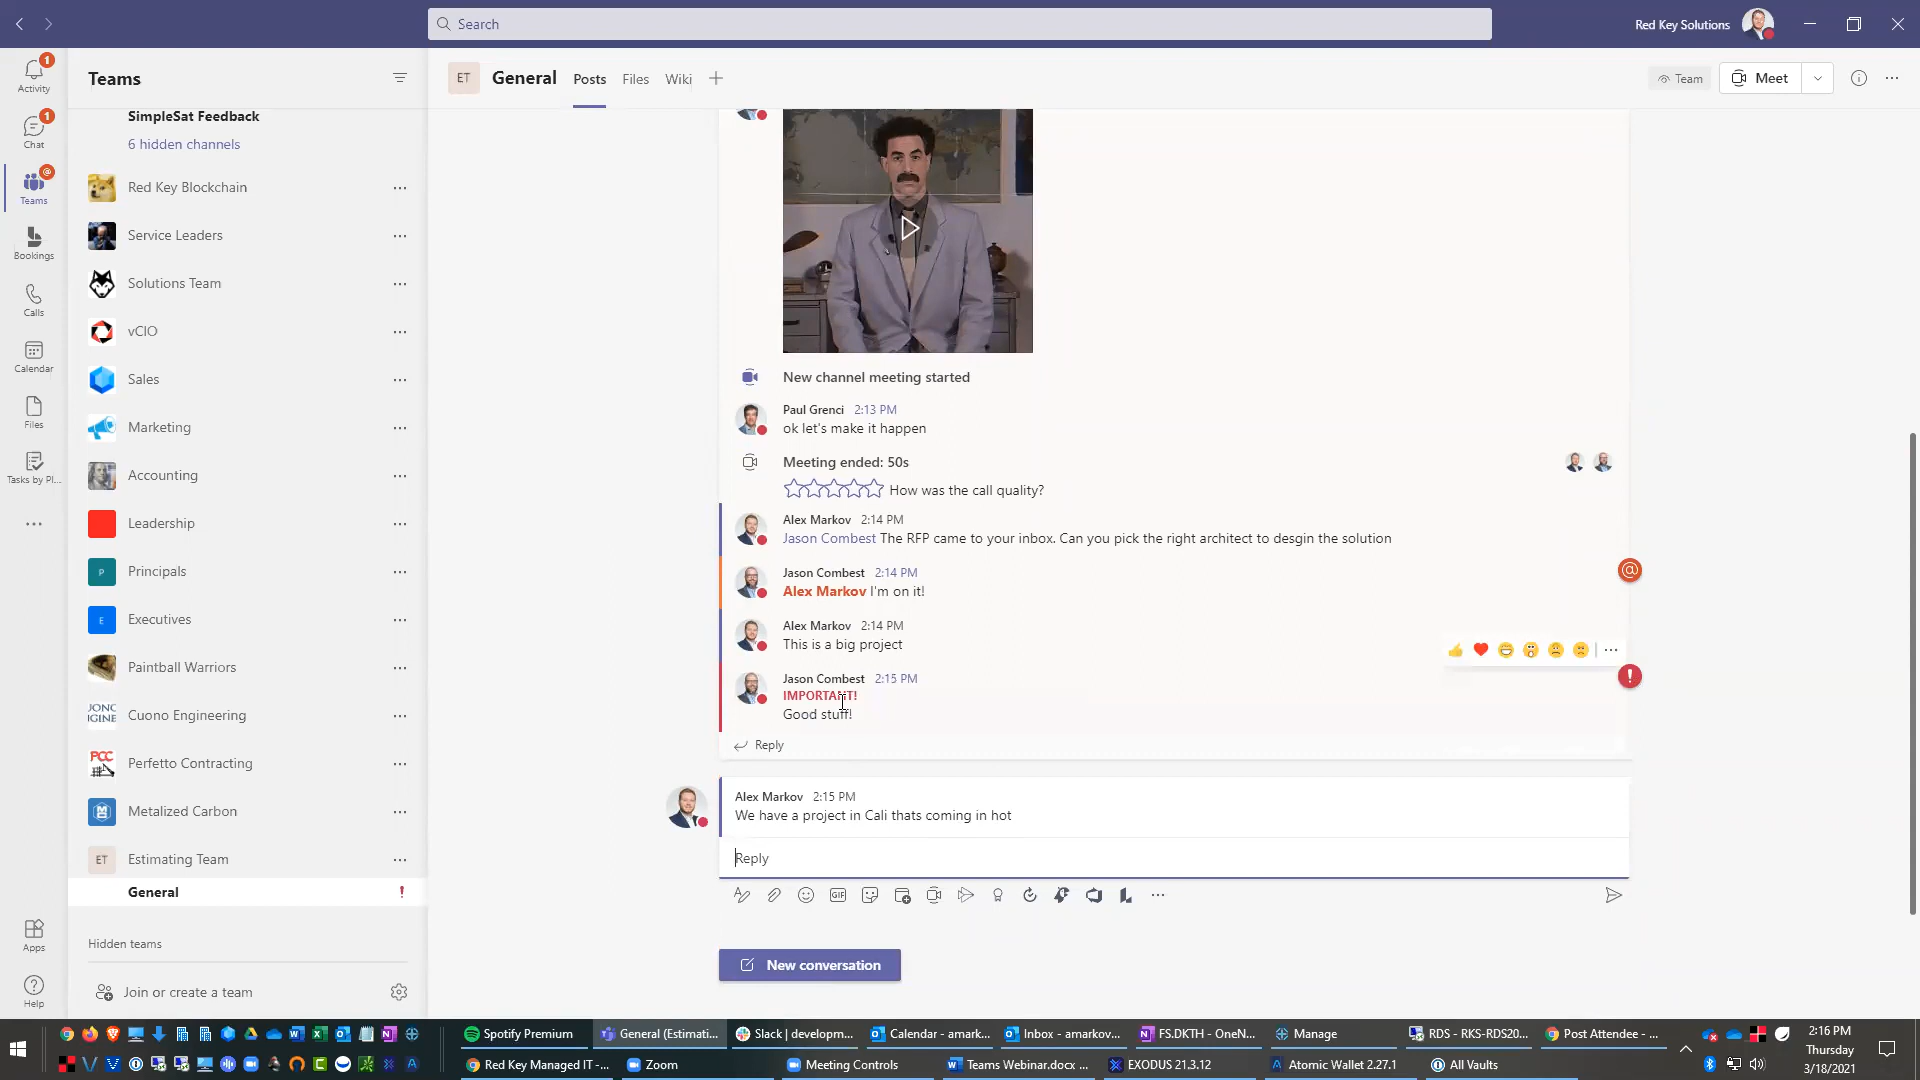 Search
Red Key Solutions
1
Activity
1
Chat
@
Teams
Bookings
Calls
Calendar
Files
Tasks by Pl...
Apps
Help
Teams
SimpleSat Feedback
6 hidden channels
Red Key Blockchain
Service Leaders
Solutions Team
vCIO
Sales
Marketing
Accounting
Leadership
P Principals
E Executives
Paintball Warriors
Cuono Engineering
PCC Perfetto Contracting
Metalized Carbon
ET Estimating Team
General !
Hidden teams
Join or create a team
ET General Posts Files Wiki
Team
Meet
New channel meeting started
Paul Grenci 2:13 PM
ok let's make it happen
Meeting ended: 50s
How was the call quality?
Alex Markov 2:14 PM
Jason Combest The RFP came to your inbox. Can you pick the right architect to desgin the solution
Jason Combest 2:14 PM
@
Alex Markov I'm on it!
Alex Markov 2:14 PM
This is a big project
Jason Combest 2:15 PM
!
IMPORTANT!
Good stuff!
Reply
Alex Markov 2:15 PM
We have a project in Cali thats coming in hot
Reply
GIF
New conversation
Spotify Premium
General (Estimati...
Slack | developm...
Calendar - amark...
Inbox - amarkov...
FS.DKTH - OneN...
Manage
RDS - RKS-RDS20...
Post Attendee - ...
Red Key Managed IT -...
Zoom
Meeting Controls
Teams Webinar.docx ...
EXODUS 21.3.12
Atomic Wallet 2.27.1
All Vaults
2:16 PM
Thursday
3/18/2021